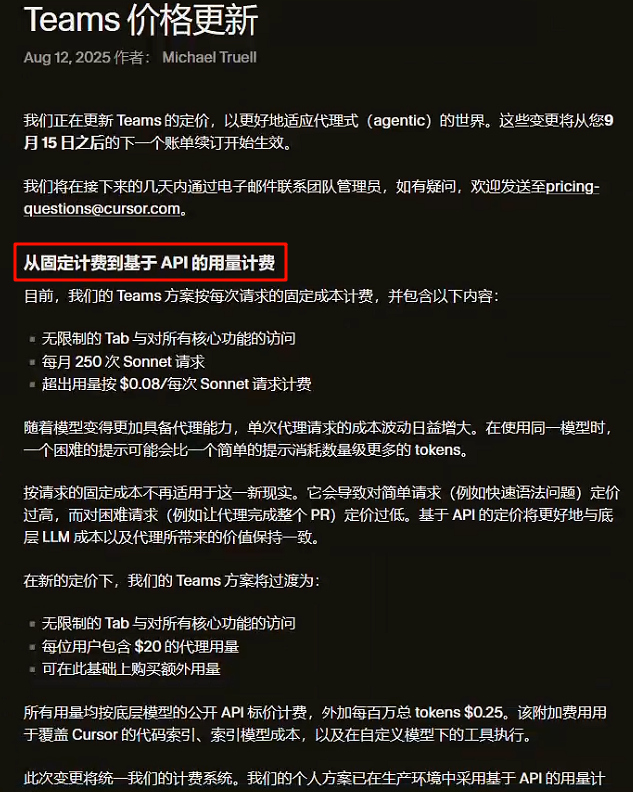 Teams 价格更新
Aug 12, 2025 作者： Michael Truell
我们正在更新 Teams 的定价，以更好地适应代理式（agentic）的世界。这些变更将从您9
月 15 日之后的下一个账单续订开始生效。
我们将在接下来的几天内通过电子邮件联系团队管理员，如有疑问，欢迎发送至pricing-
questions@cursor.com。
从固定计费到基于 API 的用量计费
目前，我们的 Teams 方案按每次请求的固定成本计费，并包含以下内容：
无限制的 Tab 与对所有核心功能的访问
每月 250 次 Sonnet 请求
超出用量按 $0.08/每次 Sonnet 请求计费
随着模型变得更加具备代理能力，单次代理请求的成本波动日益增大。在使用同一模型时，
一个困难的提示可能会比一个简单的提示消耗数量级更多的 tokens。
按请求的固定成本不再适用于这一新现实。它会导致对简单请求（例如快速语法问题）定价
过高，而对困难请求（例如让代理完成整个 PR）定价过低。基于 API 的定价将更好地与底
层 LLM 成本以及代理所带来的价值保持一致。
在新的定价下，我们的 Teams 方案将过渡为：
无限制的 Tab 与对所有核心功能的访问
每位用户包含 $20 的代理用量
可在此基础上购买额外用量
所有用量均按底层模型的公开 API 标价计费，外加每百万总 tokens $0.25。该附加费用用
于覆盖 Cursor 的代码索引、索引模型成本，以及在自定义模型下的工具执行。
此次变更将统一我们的计费系统。我们的个人方案已在生产环境中采用基于 API 的用量计